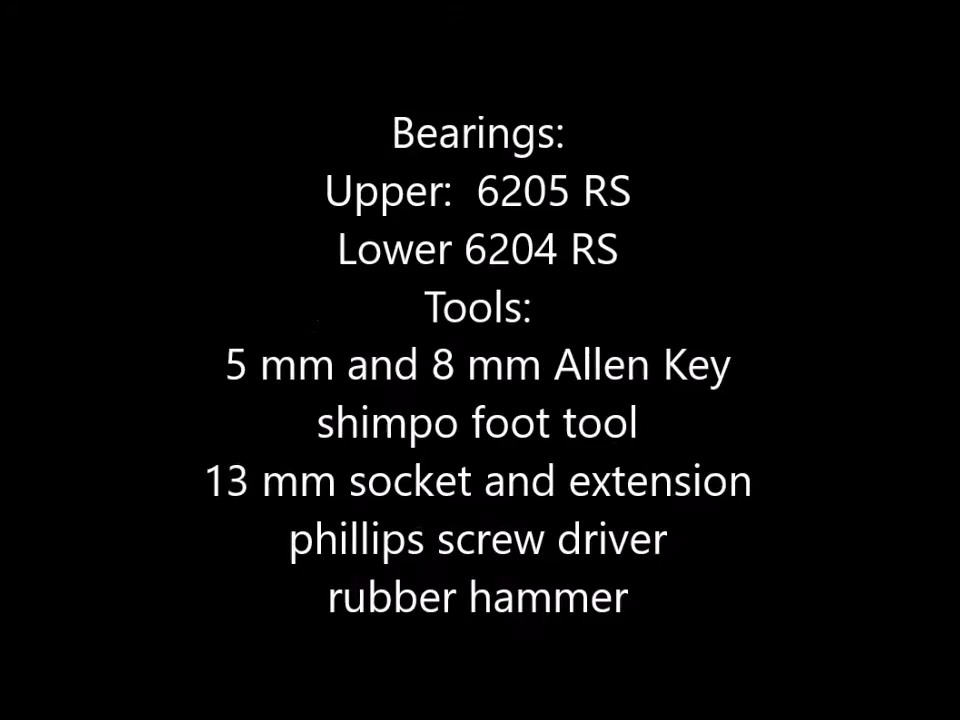 Bearings:
Upper:  6205 RS
Lower 6204 RS
Tools:
5 mm and 8 mm Allen Key
shimpo foot tool
13 mm socket and extension
phillips screw driver
rubber hammer